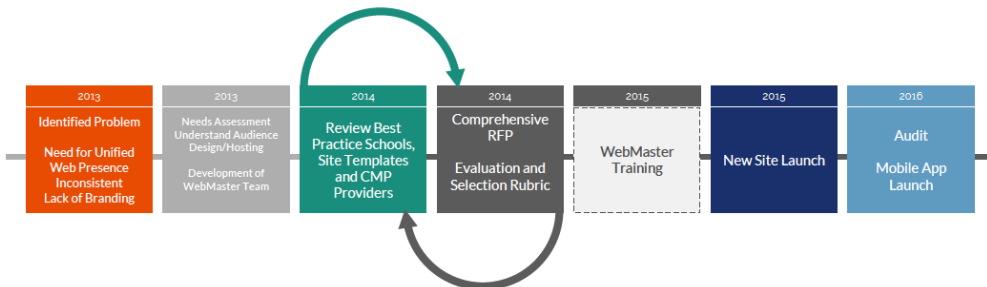 2013
Identified Problem
Need for Unified
Web Presence
Inconsistent
Lack of Branding
2013
Needs Assessment
Understand Audience
Design/Hosting
Development of
WebMaster Team
2014
Review Best
Practice Schools,
Site Templates
and CMP
Providers
2014
Comprehensive
RFP
Evaluation and
Selection Rubric
2015
WebMaster
Training
2015
New Site Launch
2016
Audit
Mobile App
Launch